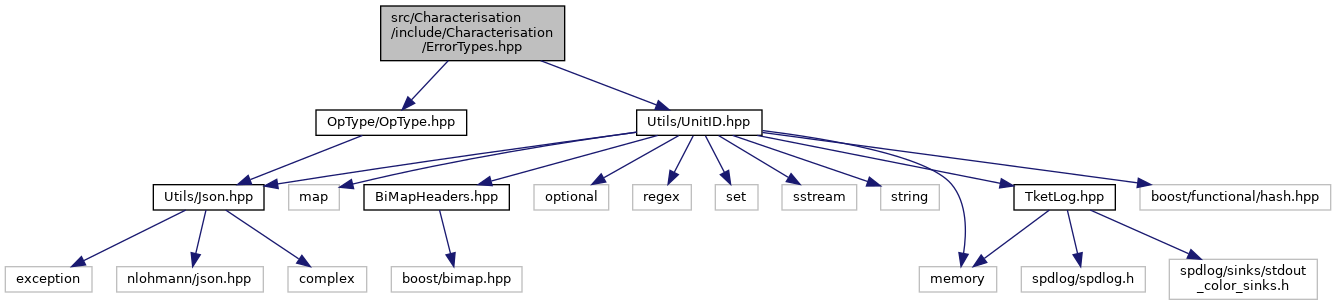 src/Characterisation
/include/Characterisation
/ErrorTypes.hpp
OpType/OpType.hpp
Utils/UnitID.hpp
Utils/Json.hpp
map
BiMapHeaders.hpp
optional
regex
set
sstream
string
TketLog.hpp
boost/functional/hash.hpp
exception
nlohmann/json.hpp
complex
boost/bimap.hpp
memory
spdlog/spdlog.h
spdlog/sinks/stdout
_color_sinks.h